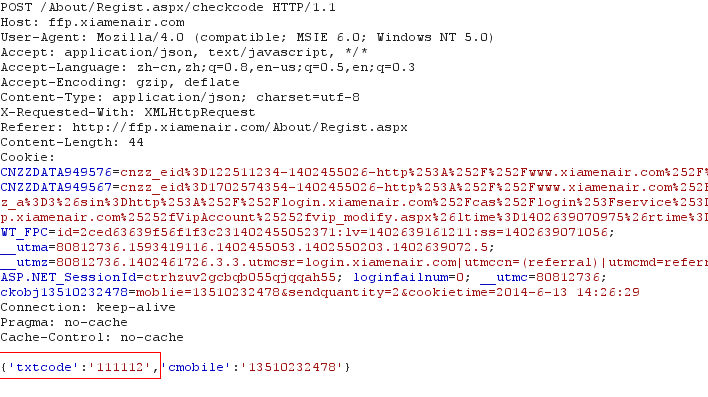 POST /About/Regist.aspx/checkcode HTTP/1.1
Host: ffp.xiamenair.com
User-Agent: Mozilla/4.0 (compatible; MSIE 6.0; Windows NT 5.0)
Accept: application/json, text/javascript, */*
Accept-Language: zh-cn,zh;q=0.8,en-us;q=0.5,en;q=0.3
Accept-Encoding: gzip, deflate
Content-Type: application/json; charset=utf-8
X-Requested-With: XMLHttpRequest
Referer: http://ffp.xiamenair.com/About/Regist.aspx
Content-Length: 44
Cookie:
CNZZDATA949576=cnzz_eid%3D122511234-1402455026-http%253A%252F%252Fwww.xiamenair.com%252F%
CNZZDATA949567=cnzz_eid%3D1702574354-1402455026-http%253A%252F%252Fwww.xiamenair.com%252F
z_a%3D3%26sin%3Dhttp%253A%252F%252Flogin.xiamenair.com%252Fcas%252Flogin%253Fservice%253D
p.xiamenair.com%25252fVipAccount%25252fvip_modify.aspx%26ltime%3D1402639070975%26rtime%3D
WT_FPC=id=2ced63639f56f1f3c231402455052371:lv=1402639161211:ss=1402639071056;
__utma=80812736.1593419116.1402455053.1402550203.1402639072.5;
__utmz=80812736.1402461726.3.3.utmcsr=login.xiamenair.com|utmccn=(referral)|utmcmd=referr
ASP.NET_SessionId=ctrhzuv2gcbqb055qjqqah55; loginfailnum=0; __utmc=80812736;
ckobj13510232478=moblie=13510232478&sendquantity=2&cookietime=2014-6-13 14:26:29
Connection: keep-alive
Pragma: no-cache
Cache-Control: no-cache
{'txtcode':'111112','cmobile':'13510232478'}